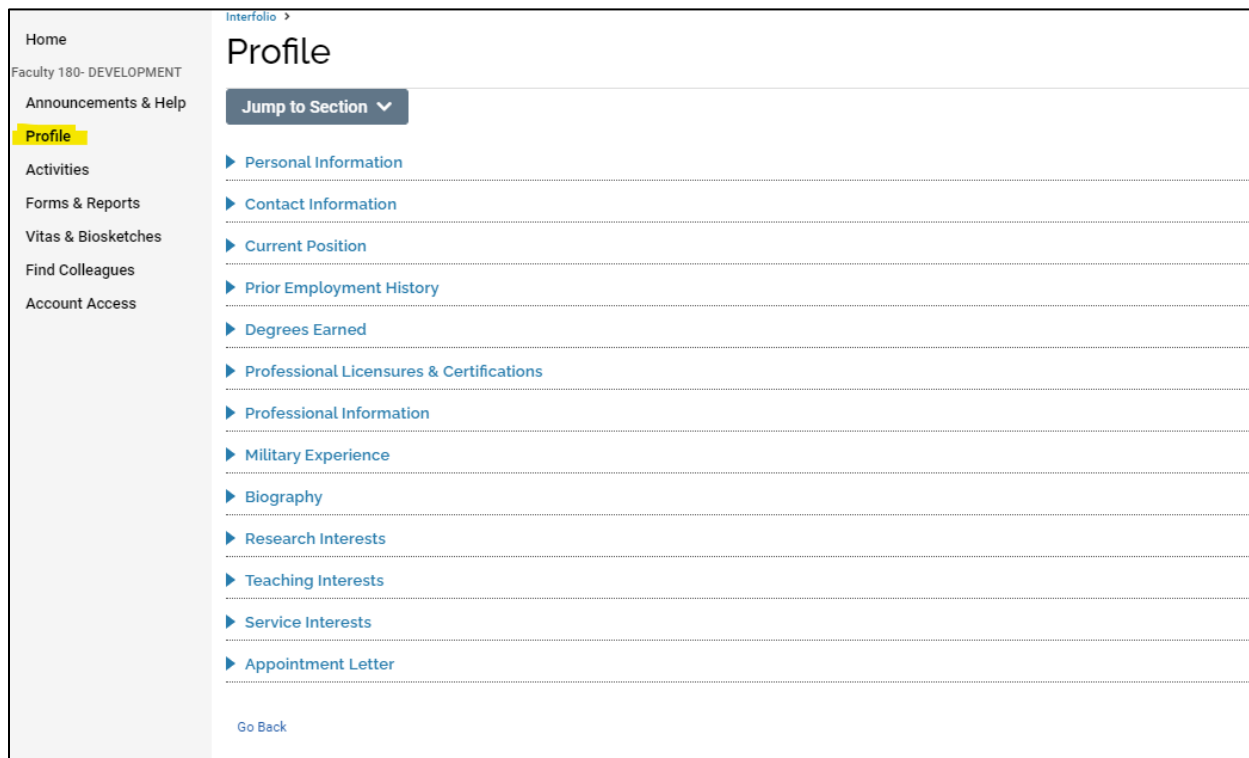 Home
Faculty 180- DEVELOPMENT
Announcements & Help
Profile
Activities
Forms & Reports
Vitas & Biosketches
Find Colleagues
Account Access
Interfolio >
Profile
Jump to Section
Personal Information
Contact Information
Current Position
Prior Employment History
Degrees Earned
Professional Licensures & Certifications
Professional Information
Military Experience
Biography
Research Interests
Teaching Interests
Service Interests
Appointment Letter
Go Back